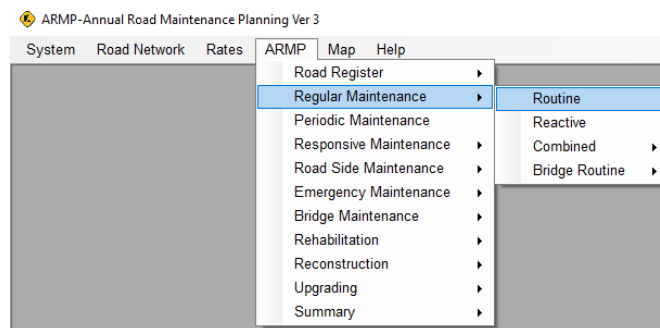 ARMP-Annual Road Maintenance Planning Ver 3
System Road Network Rates ARMP Map Help
Road Register
Regular Maintenance
Periodic Maintenance
Responsive Maintenance
Road Side Maintenance
Emergency Maintenance
Bridge Maintenance
Rehabilitation
Reconstruction
Upgrading
Summary
Routine
Reactive
Combined
Bridge Routine